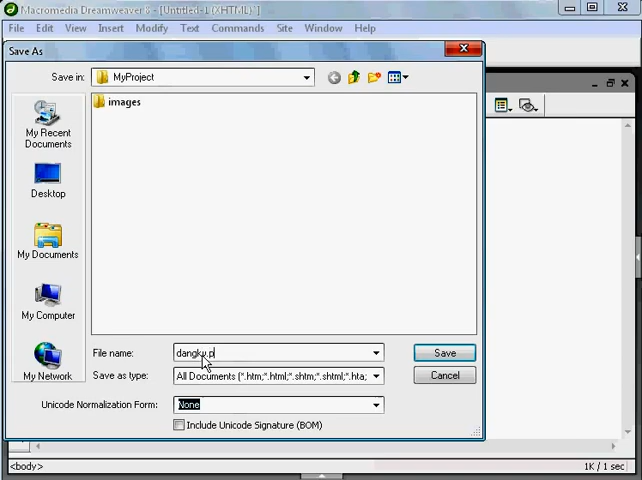 Macromedia Dreamweaver 8 - [Untitled-1 (XHTML)*]
File Edit View Insert Modify Text Commands Site Window Help
Save As
Save in: MyProject
images
My Recent
Documents
Desktop
My Documents
My Computer
My Network
File name: dangky.p
Save
Save as type: All Documents (*.htm;*.html;*.shtm;*.shtml;*.hta;
Cancel
Unicode Normalization Form: None
Include Unicode Signature (BOM)
<body> 1K / 1 sec